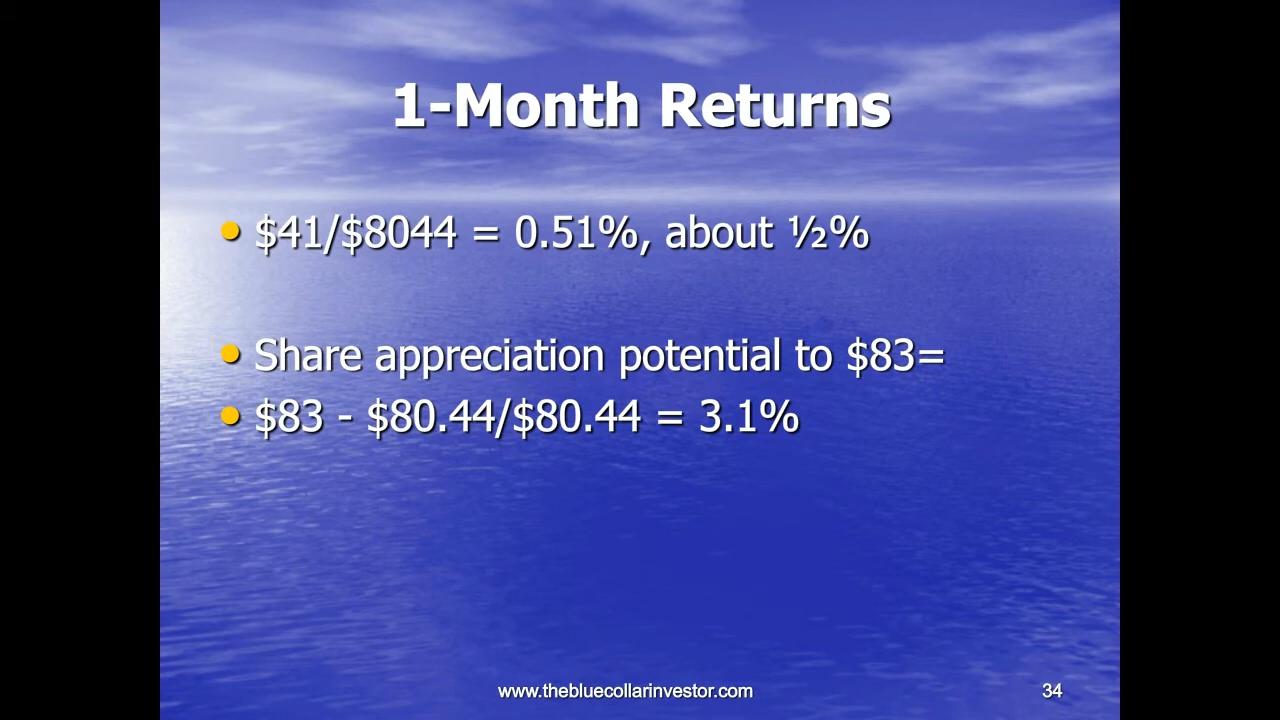 1-Month Returns
• $41/$8044 = 0.51%, about ½%
• Share appreciation potential to $83=
• $83 - $80.44/$80.44 = 3.1%
www.thebluecollarinvestor.com
34